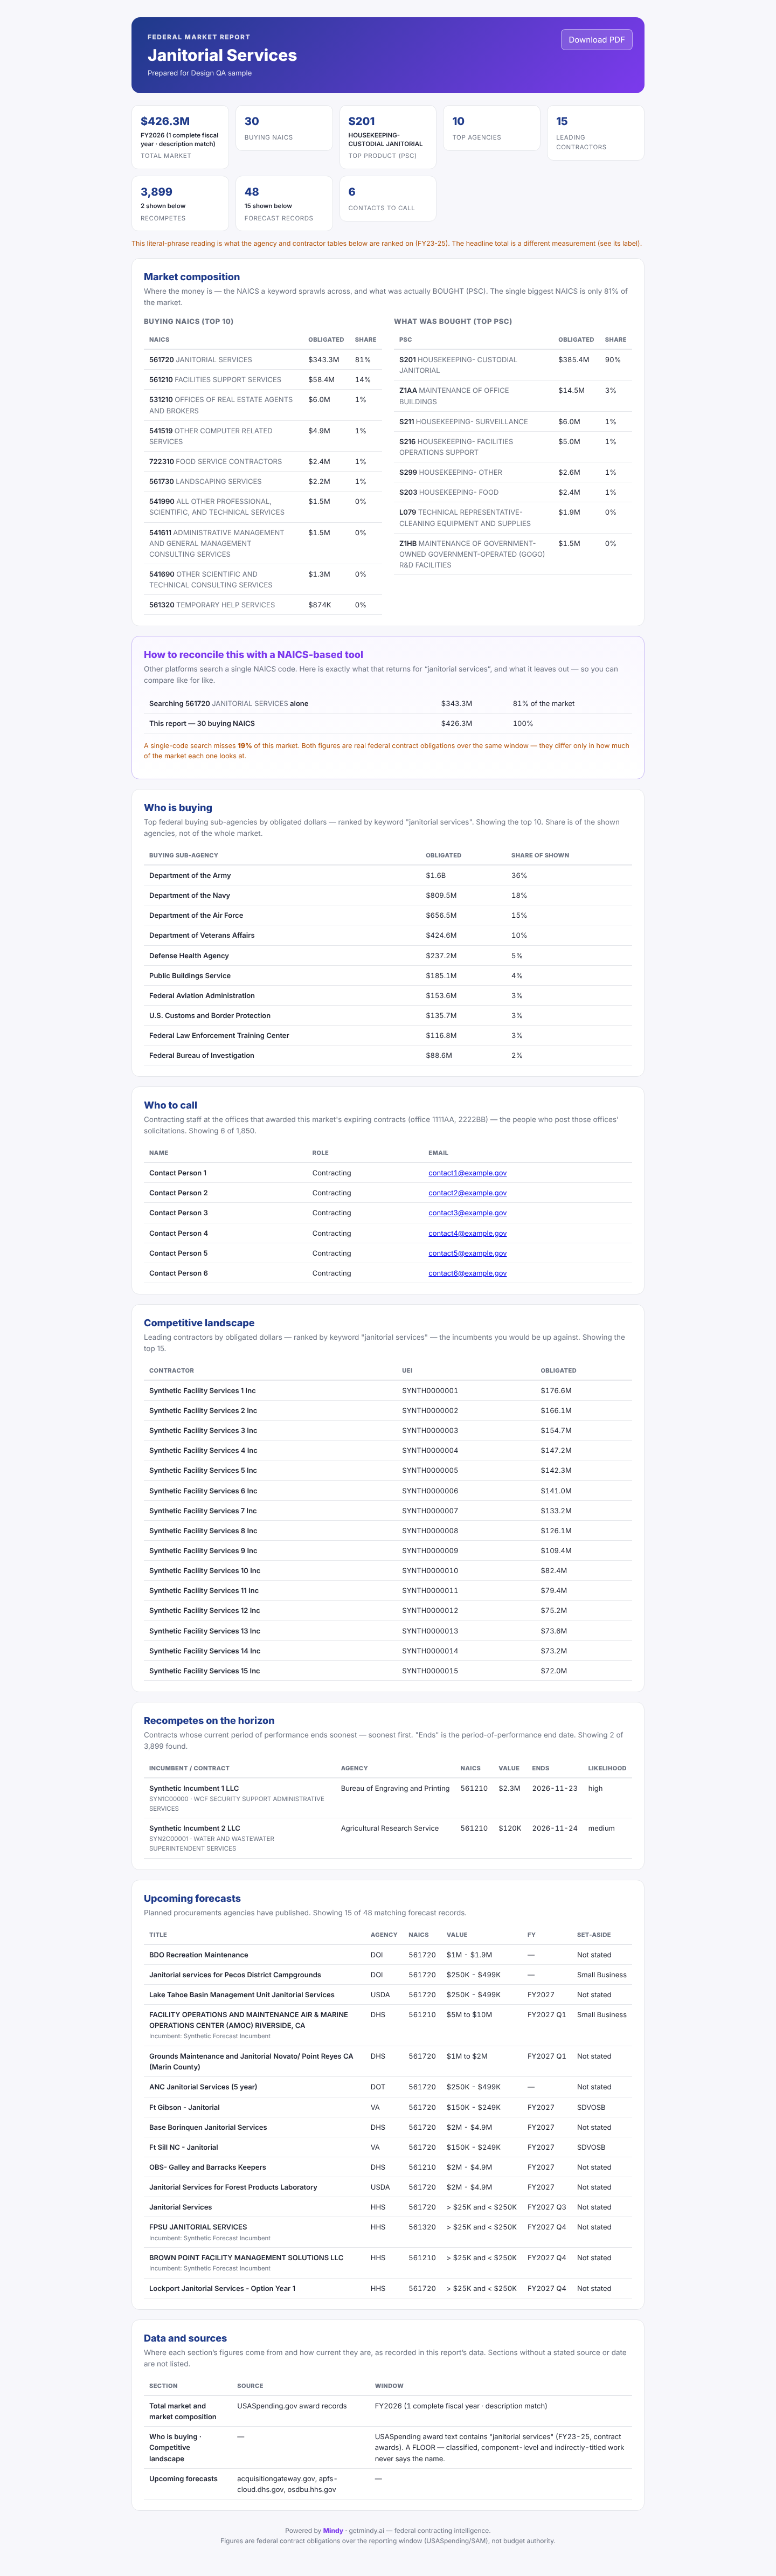 FEDERAL MARKET REPORT
Janitorial Services
Prepared for Design QA sample
Download PDF
$426.3M
FY2026 (1 complete fiscal
year · description match)
TOTAL MARKET
30
BUYING NAICS
S201
HOUSEKEEPING-
CUSTODIAL JANITORIAL
TOP PRODUCT (PSC)
10
TOP AGENCIES
15
LEADING
CONTRACTORS
3,899
2 shown below
RECOMPETES
48
15 shown below
FORECAST RECORDS
6
CONTACTS TO CALL
This literal-phrase reading is what the agency and contractor tables below are ranked on (FY23-25). The headline total is a different measurement (see its label).
Market composition
Where the money is — the NAICS a keyword sprawls across, and what was actually BOUGHT (PSC). The single biggest NAICS is only 81% of
the market.
BUYING NAICS (TOP 10)
NAICS OBLIGATED SHARE
561720 JANITORIAL SERVICES $343.3M 81%
561210 FACILITIES SUPPORT SERVICES $58.4M 14%
531210 OFFICES OF REAL ESTATE AGENTS $6.0M 1%
AND BROKERS
541519 OTHER COMPUTER RELATED $4.9M 1%
SERVICES
722310 FOOD SERVICE CONTRACTORS $2.4M 1%
561730 LANDSCAPING SERVICES $2.2M 1%
541990 ALL OTHER PROFESSIONAL, $1.5M 0%
SCIENTIFIC, AND TECHNICAL SERVICES
541611 ADMINISTRATIVE MANAGEMENT $1.5M 0%
AND GENERAL MANAGEMENT
CONSULTING SERVICES
541690 OTHER SCIENTIFIC AND $1.3M 0%
TECHNICAL CONSULTING SERVICES
561320 TEMPORARY HELP SERVICES $874K 0%
WHAT WAS BOUGHT (TOP PSC)
PSC OBLIGATED SHARE
S201 HOUSEKEEPING- CUSTODIAL $385.4M 90%
JANITORIAL
Z1AA MAINTENANCE OF OFFICE $14.5M 3%
BUILDINGS
S211 HOUSEKEEPING- SURVEILLANCE $6.0M 1%
S216 HOUSEKEEPING- FACILITIES $5.0M 1%
OPERATIONS SUPPORT
S299 HOUSEKEEPING- OTHER $2.6M 1%
S203 HOUSEKEEPING- FOOD $2.4M 1%
L079 TECHNICAL REPRESENTATIVE- $1.9M 0%
CLEANING EQUIPMENT AND SUPPLIES
Z1HB MAINTENANCE OF GOVERNMENT- $1.5M 0%
OWNED GOVERNMENT-OPERATED (GOGO)
R&D FACILITIES
How to reconcile this with a NAICS-based tool
Other platforms search a single NAICS code. Here is exactly what that returns for "janitorial services", and what it leaves out — so you can
compare like for like.
Searching 561720 JANITORIAL SERVICES alone $343.3M 81% of the market
This report — 30 buying NAICS $426.3M 100%
A single-code search misses 19% of this market. Both figures are real federal contract obligations over the same window — they differ only in how much
of the market each one looks at.
Who is buying
Top federal buying sub-agencies by obligated dollars — ranked by keyword "janitorial services". Showing the top 10. Share is of the shown
agencies, not of the whole market.
BUYING SUB-AGENCY OBLIGATED SHARE OF SHOWN
Department of the Army $1.6B 36%
Department of the Navy $809.5M 18%
Department of the Air Force $656.5M 15%
Department of Veterans Affairs $424.6M 10%
Defense Health Agency $237.2M 5%
Public Buildings Service $185.1M 4%
Federal Aviation Administration $153.6M 3%
U.S. Customs and Border Protection $135.7M 3%
Federal Law Enforcement Training Center $116.8M 3%
Federal Bureau of Investigation $88.6M 2%
Who to call
Contracting staff at the offices that awarded this market's expiring contracts (office 1111AA, 2222BB) — the people who post those offices'
solicitations. Showing 6 of 1,850.
NAME ROLE EMAIL
Contact Person 1 Contracting contact1@example.gov
Contact Person 2 Contracting contact2@example.gov
Contact Person 3 Contracting contact3@example.gov
Contact Person 4 Contracting contact4@example.gov
Contact Person 5 Contracting contact5@example.gov
Contact Person 6 Contracting contact6@example.gov
Competitive landscape
Leading contractors by obligated dollars — ranked by keyword "janitorial services" — the incumbents you would be up against. Showing the
top 15.
CONTRACTOR UEI OBLIGATED
Synthetic Facility Services 1 Inc SYNTH0000001 $176.6M
Synthetic Facility Services 2 Inc SYNTH0000002 $166.1M
Synthetic Facility Services 3 Inc SYNTH0000003 $154.7M
Synthetic Facility Services 4 Inc SYNTH0000004 $147.2M
Synthetic Facility Services 5 Inc SYNTH0000005 $142.3M
Synthetic Facility Services 6 Inc SYNTH0000006 $141.0M
Synthetic Facility Services 7 Inc SYNTH0000007 $133.2M
Synthetic Facility Services 8 Inc SYNTH0000008 $126.1M
Synthetic Facility Services 9 Inc SYNTH0000009 $109.4M
Synthetic Facility Services 10 Inc SYNTH0000010 $82.4M
Synthetic Facility Services 11 Inc SYNTH0000011 $79.4M
Synthetic Facility Services 12 Inc SYNTH0000012 $75.2M
Synthetic Facility Services 13 Inc SYNTH0000013 $73.6M
Synthetic Facility Services 14 Inc SYNTH0000014 $73.2M
Synthetic Facility Services 15 Inc SYNTH0000015 $72.0M
Recompetes on the horizon
Contracts whose current period of performance ends soonest — soonest first. "Ends" is the period-of-performance end date. Showing 2 of
3,899 found.
INCUMBENT / CONTRACT AGENCY NAICS VALUE ENDS LIKELIHOOD
Synthetic Incumbent 1 LLC Bureau of Engraving and Printing 561210 $2.3M 2026-11-23 high
SYN1C00000 · WCF SECURITY SUPPORT ADMINISTRATIVE
SERVICES
Synthetic Incumbent 2 LLC Agricultural Research Service 561210 $120K 2026-11-24 medium
SYN2C00001 · WATER AND WASTEWATER
SUPERINTENDENT SERVICES
Upcoming forecasts
Planned procurements agencies have published. Showing 15 of 48 matching forecast records.
TITLE AGENCY NAICS VALUE FY SET-ASIDE
BDO Recreation Maintenance DOI 561720 $1M - $1.9M — Not stated
Janitorial services for Pecos District Campgrounds DOI 561720 $250K - $499K — Small Business
Lake Tahoe Basin Management Unit Janitorial Services USDA 561720 $250K - $499K FY2027 Not stated
FACILITY OPERATIONS AND MAINTENANCE AIR & MARINE DHS 561210 $5M to $10M FY2027 Q1 Small Business
OPERATIONS CENTER (AMOC) RIVERSIDE, CA
Incumbent: Synthetic Forecast Incumbent
Grounds Maintenance and Janitorial Novato/ Point Reyes CA DHS 561720 $1M to $2M FY2027 Q1 Not stated
(Marin County)
ANC Janitorial Services (5 year) DOT 561720 $250K - $499K — Not stated
Ft Gibson - Janitorial VA 561720 $150K - $249K FY2027 SDVOSB
Base Borinquen Janitorial Services DHS 561720 $2M - $4.9M FY2027 Not stated
Ft Sill NC - Janitorial VA 561720 $150K - $249K FY2027 SDVOSB
OBS- Galley and Barracks Keepers DHS 561210 $2M - $4.9M FY2027 Not stated
Janitorial Services for Forest Products Laboratory USDA 561720 $2M - $4.9M FY2027 Not stated
Janitorial Services HHS 561720 > $25K and < $250K FY2027 Q3 Not stated
FPSU JANITORIAL SERVICES HHS 561320 > $25K and < $250K FY2027 Q4 Not stated
Incumbent: Synthetic Forecast Incumbent
BROWN POINT FACILITY MANAGEMENT SOLUTIONS LLC HHS 561210 > $25K and < $250K FY2027 Q4 Not stated
Incumbent: Synthetic Forecast Incumbent
Lockport Janitorial Services - Option Year 1 HHS 561720 > $25K and < $250K FY2027 Q4 Not stated
Data and sources
Where each section's figures come from and how current they are, as recorded in this report's data. Sections without a stated source or date
are not listed.
SECTION SOURCE WINDOW
Total market and USASpending.gov award records FY2026 (1 complete fiscal year · description match)
market composition
Who is buying · — USASpending award text contains "janitorial services" (FY23-25, contract
Competitive awards). A FLOOR — classified, component-level and indirectly-titled work
landscape never says the name.
Upcoming forecasts acquisitiongateway.gov, apfs- —
cloud.dhs.gov, osdbu.hhs.gov
Powered by Mindy · getmindy.ai — federal contracting intelligence.
Figures are federal contract obligations over the reporting window (USASpending/SAM), not budget authority.